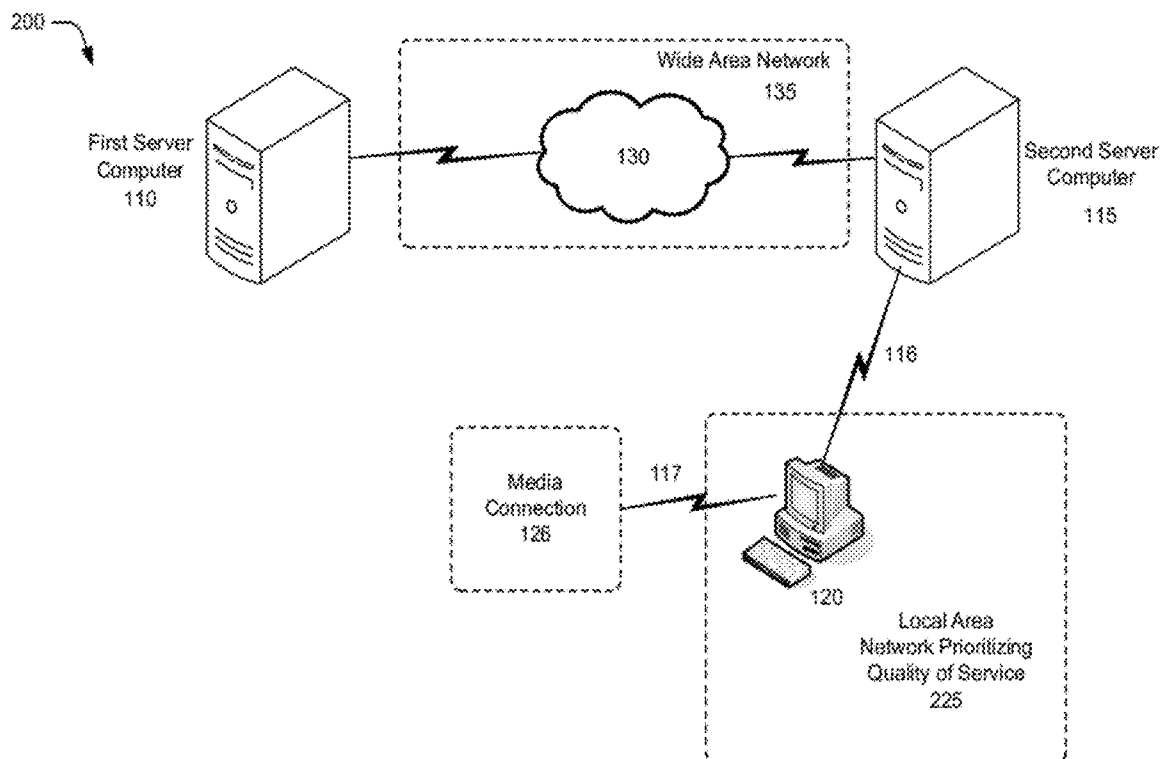 200
Wide Area Network
135
First Server
Computer
110
130
Second Server
Computer
115
116
Media
Connection
126
117
120
Local Area
Network Prioritizing
Quality of Service
225